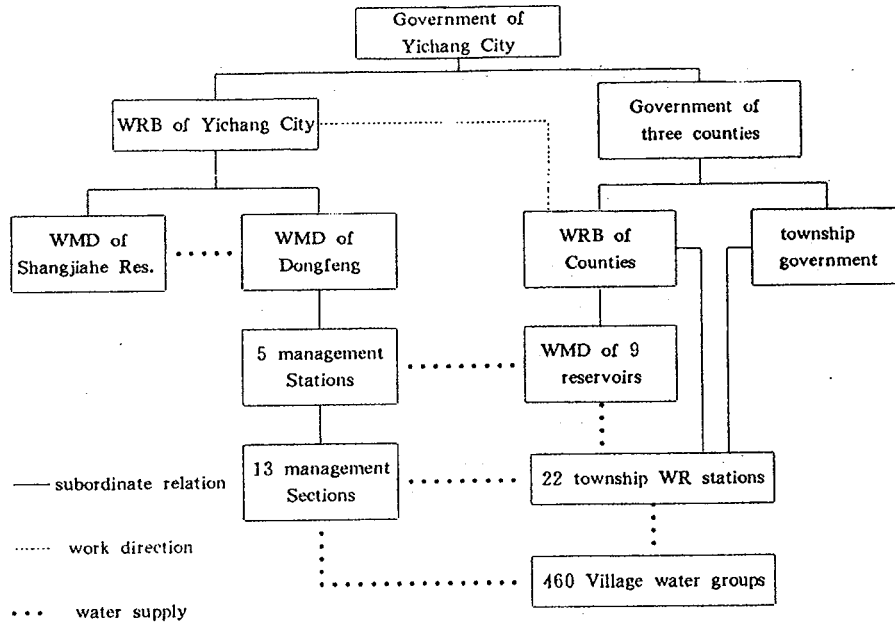 Government of
Yichang City
WRB of Yichang City
Government of
three counties
WMD of
Shangjiahe Res.
WMD of
Dongfeng
WRB of
Counties
township
government
5 management
Stations
WMD of 9
reservoirs
13 management
Sections
22 township WR stations
460 Village water groups
subordinate relation
work direction
water supply